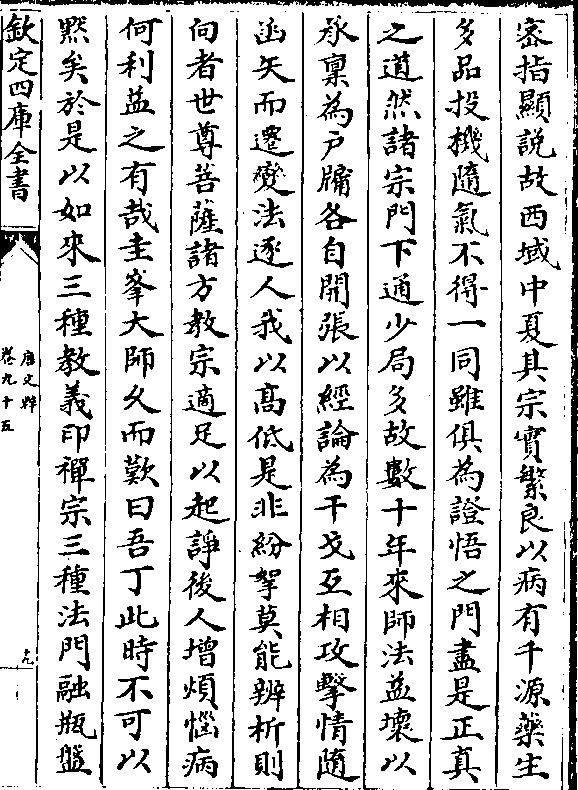 密指顯説故西域中夏其宗實繁良以病有千源藥生
多品投機隨氣不得一同雖俱為證悟之門盡是正真
之道然諸宗門下通少局多故數十年來師法益壞以
承稟為戶牖各自開張以經論為干戈互相攻擊情隨
函矢而遷變法逐人我以高低是非紛拏莫能辨析則
向者世尊菩薩諸方教宗適足以起諍後人增煩惱病
何利益之有哉圭峯大師久而歎曰吾丁此時不可以
黙矣於是以如來三種教義印禪宗三種法門融瓶盤
欽定四庫全書
唐文粹
卷九十五
十九